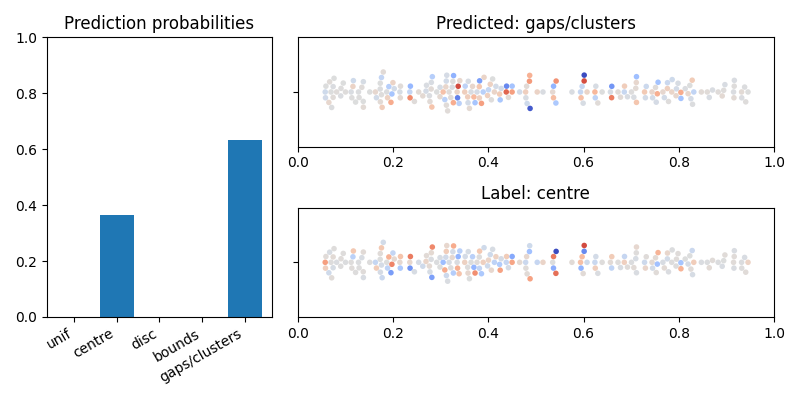 Prediction probabilities
1.0
0.8
0.6
0.4
0.2
0.0
unif
centre
disc
bounds
gaps/clusters
Predicted: gaps/clusters
0.0 0.2 0.4 0.6 0.8 1.0
Label: centre
0.0 0.2 0.4 0.6 0.8 1.0